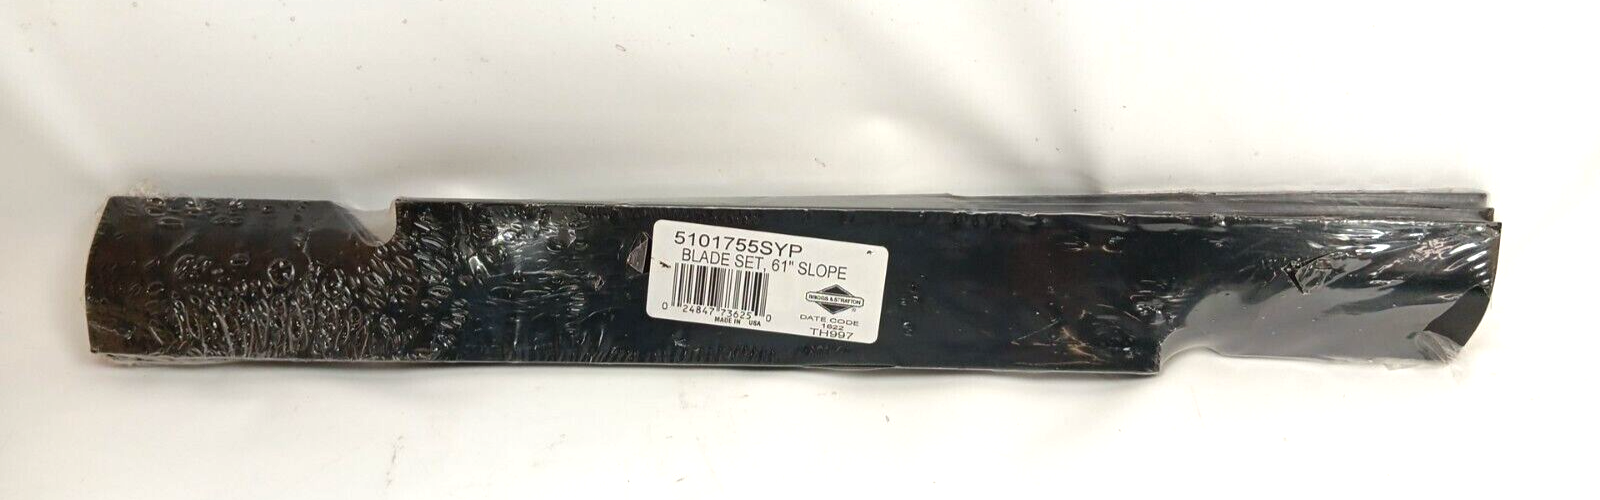 5101755SYP
BLADE SET, 61" SLOPE
0 24847 73625 0
MADE IN USA
BRIGGS & STRATTON
®
DATE CODE
1622
TH997